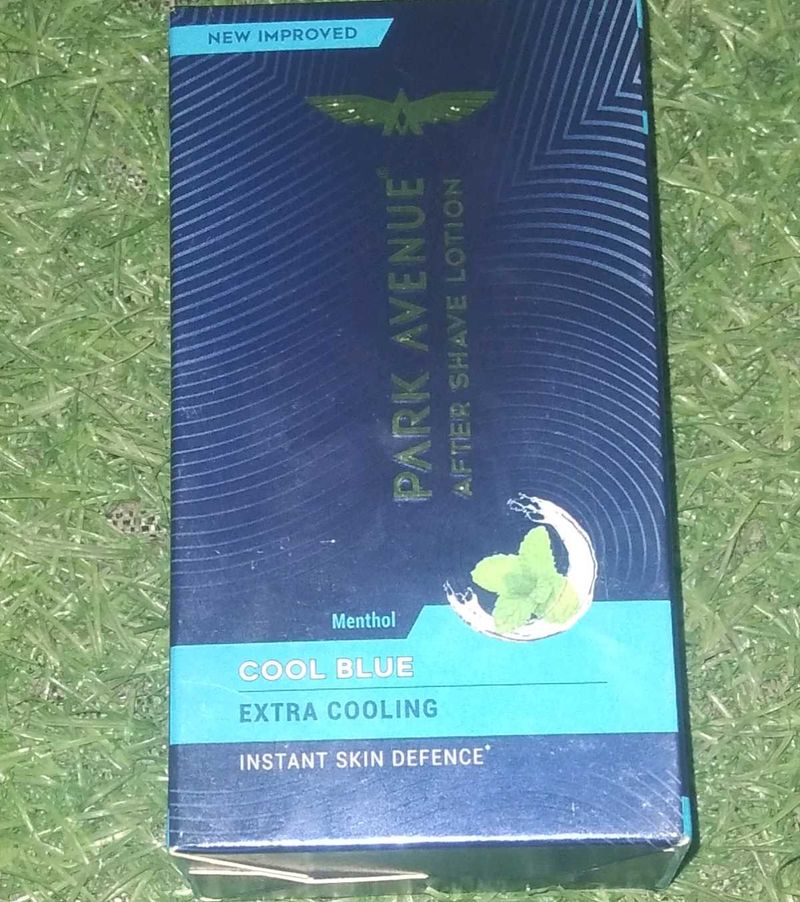 NEW IMPROVED
PARK AVENUE®
AFTER SHAVE LOTION
Menthol
COOL BLUE
EXTRA COOLING
INSTANT SKIN DEFENCE*